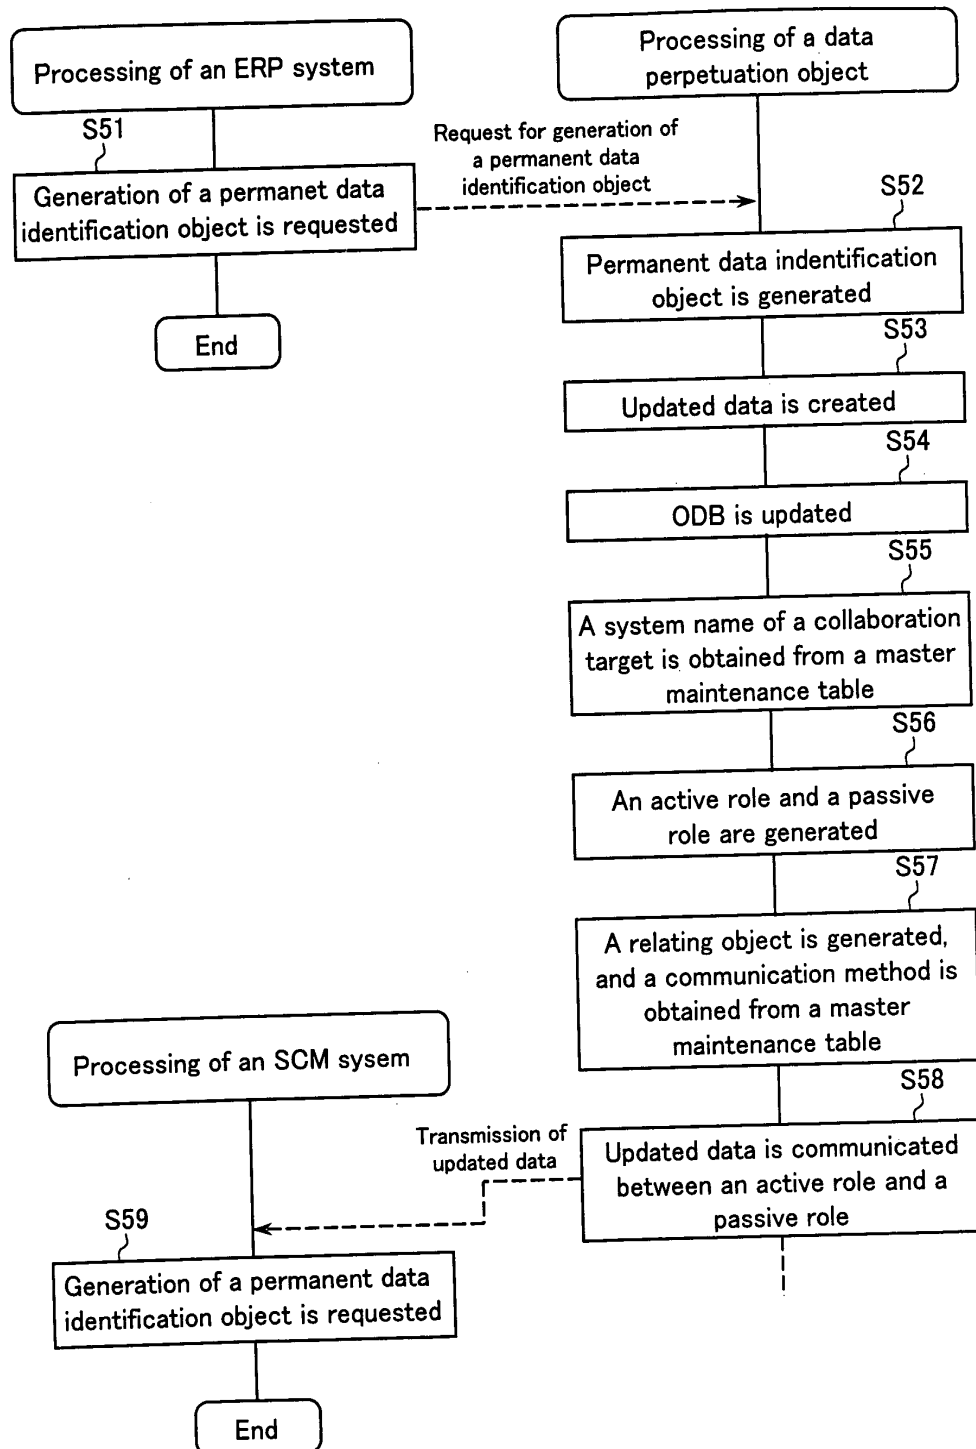 Processing of an ERP system
S51
Generation of a permanet data
identification object is requested
End
Request for generation of
a permanent data
identification object
Processing of a data
perpetuation object
S52
Permanent data indentification
object is generated
S53
Updated data is created
S54
ODB is updated
S55
A system name of a collaboration
target is obtained from a master
maintenance table
S56
An active role and a passive
role are generated
S57
A relating object is generated,
and a communication method is
obtained from a master
maintenance table
S58
Updated data is communicated
between an active role and a
passive role
Transmission of
updated data
Processing of an SCM sysem
S59
Generation of a permanent data
identification object is requested
End